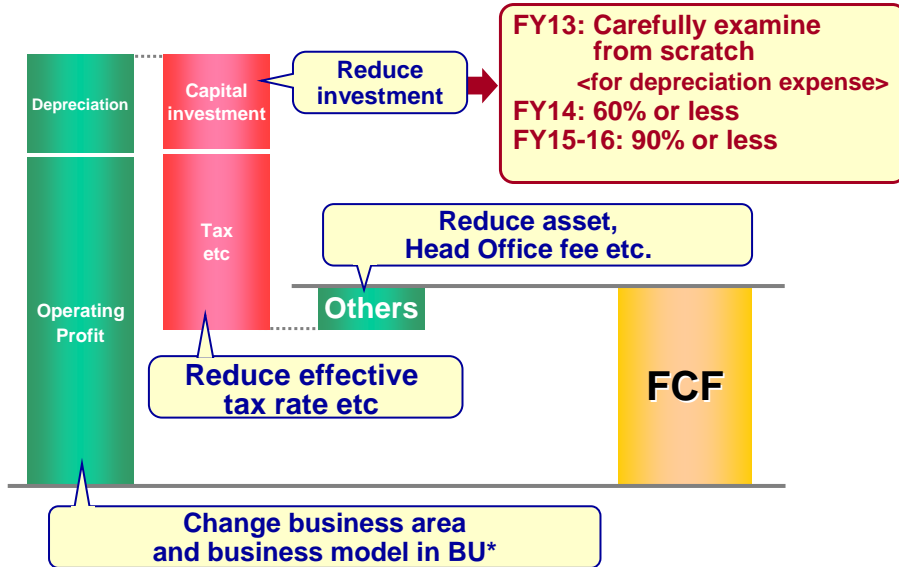 FY13: Carefully examine
from scratch
<for depreciation expense>
FY14: 60% or less
FY15-16: 90% or less
Reduce
investment
Depreciation
Capital
investment
Tax
etc
Reduce asset,
Head Office fee etc.
Operating
Profit
Others
Reduce effective
tax rate etc
FCF
Change business area
and business model in BU*